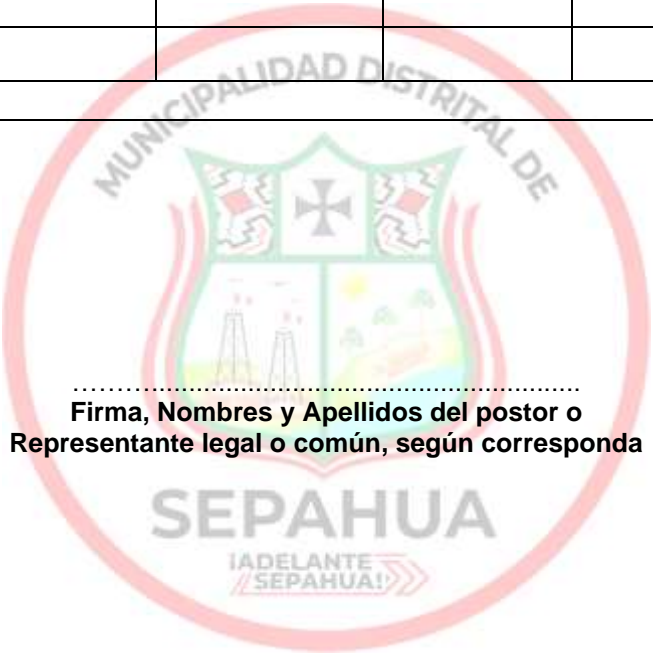 MUNICIPALIDAD DISTRITAL DE
………............................................................
Firma, Nombres y Apellidos del postor o
Representante legal o común, según corresponda
SEPAHUA
¡ADELANTE
SEPAHUA!